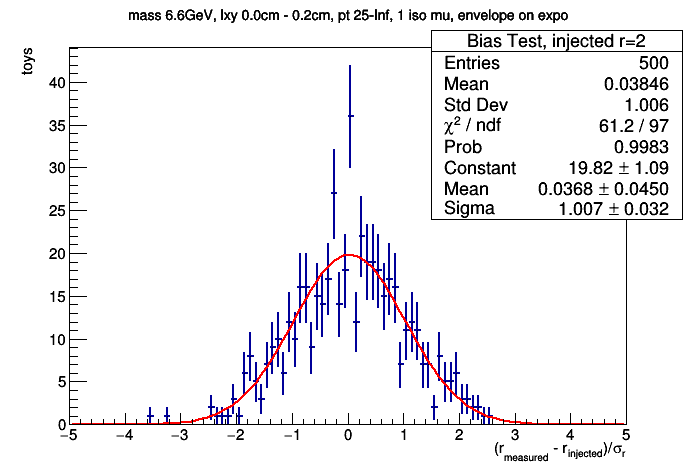 mass 6.6GeV, lxy 0.0cm - 0.2cm, pt 25-Inf, 1 iso mu, envelope on expo
Bias Test, injected r=2
Entries 500
Mean 0.03846
Std Dev 1.006
χ² / ndf 61.2 / 97
Prob 0.9983
Constant 19.82 ± 1.09
Mean 0.0368 ± 0.0450
Sigma 1.007 ± 0.032
toys
40
35
30
25
20
15
10
5
0
−5 −4 −3 −2 −1 0 1 2 3 4 5
(r_measured - r_injected)/σ_r